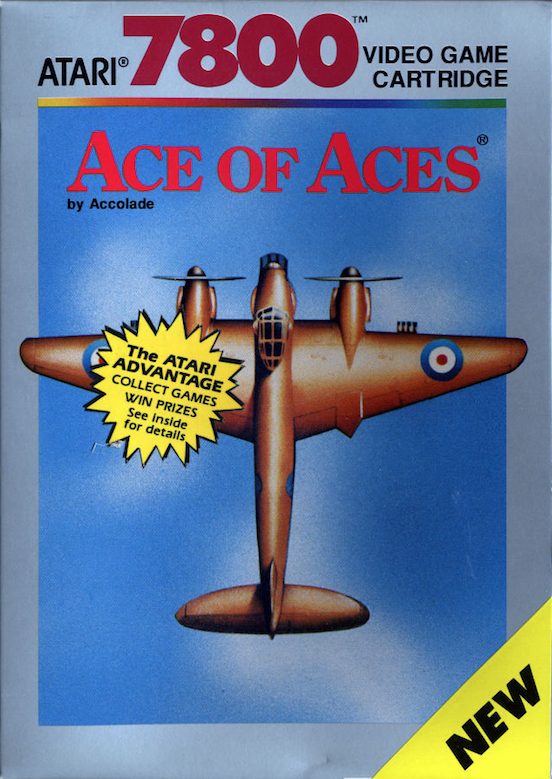 ATARI® 7800™ VIDEO GAME
CARTRIDGE
ACE OF ACES®
by Accolade
The ATARI
ADVANTAGE
COLLECT GAMES
WIN PRIZES
See inside
for details
NEW